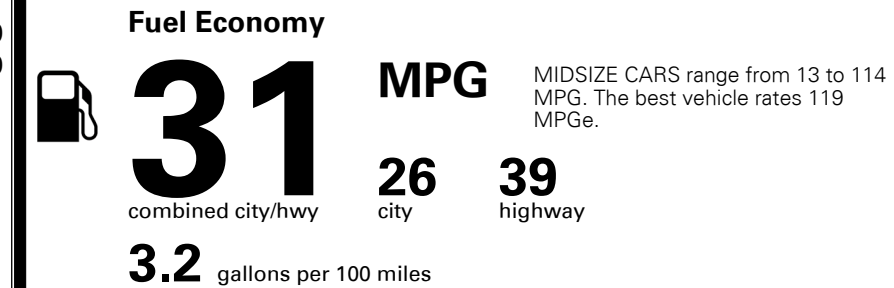 Fuel Economy
31
MPG
MIDSIZE CARS range from 13 to 114
MPG. The best vehicle rates 119
MPGe.
26
city
39
highway
combined city/hwy
3.2 gallons per 100 miles